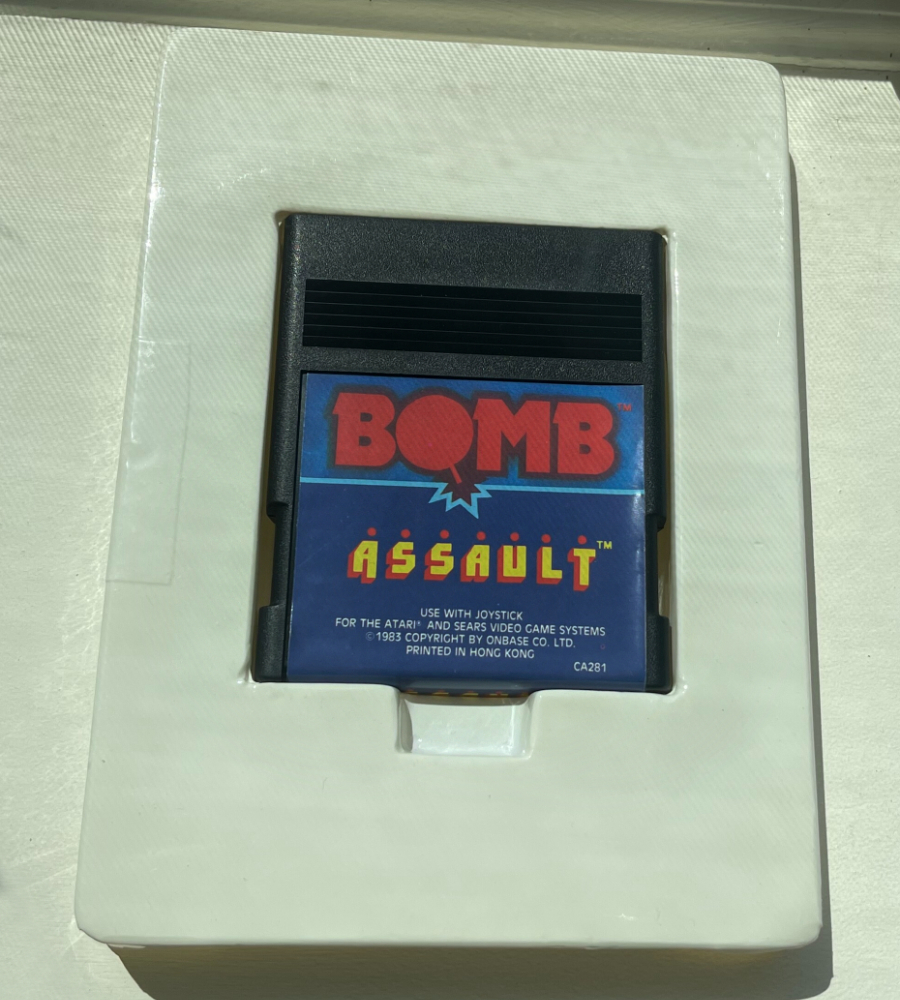 BOMB™
ASSAULT™
USE WITH JOYSTICK
FOR THE ATARI® AND SEARS VIDEO GAME SYSTEMS
©1983 COPYRIGHT BY ONBASE CO. LTD.
PRINTED IN HONG KONG
CA281